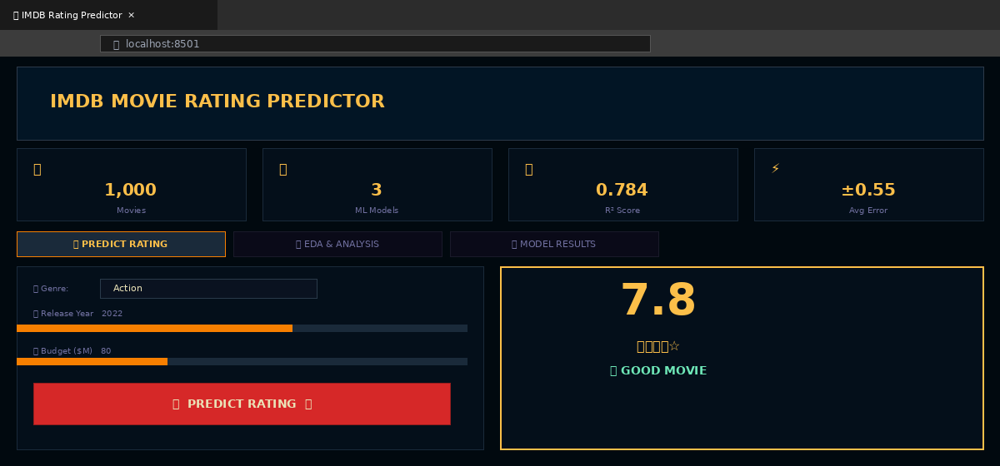 IMDB Rating Predictor ×
localhost:8501
IMDB MOVIE RATING PREDICTOR
1,000
Movies
3
ML Models
0.784
R² Score
⚡
±0.55
Avg Error
PREDICT RATING
EDA & ANALYSIS
MODEL RESULTS
Genre: Action
Release Year 2022
Budget ($M) 80
PREDICT RATING
7.8
☆
GOOD MOVIE